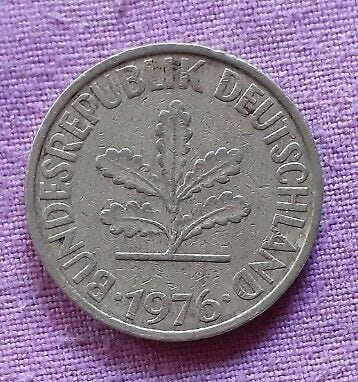 BUNDESREPUBLIK DEUTSCHLAND
·1976·